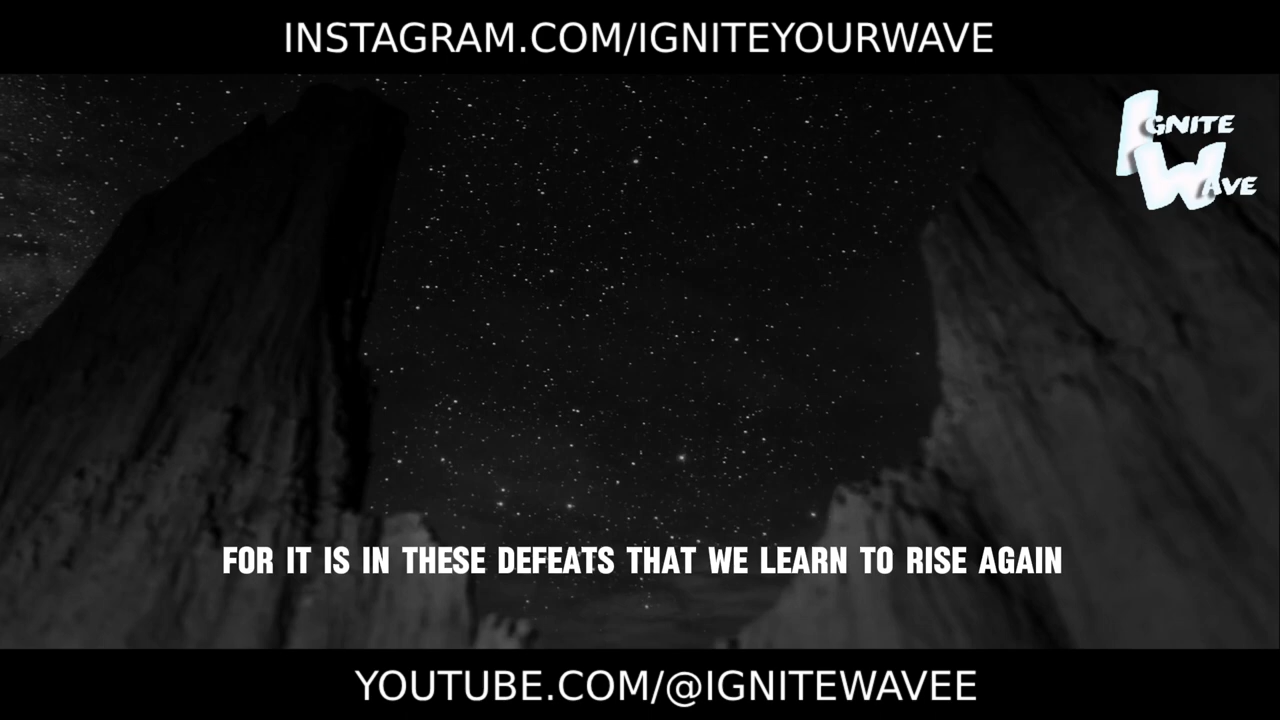 INSTAGRAM.COM/IGNITEYOURWAVE
IGNITE
WAVE
FOR IT IS IN THESE DEFEATS THAT WE LEARN TO RISE AGAIN
YOUTUBE.COM/@IGNITEWAVEE